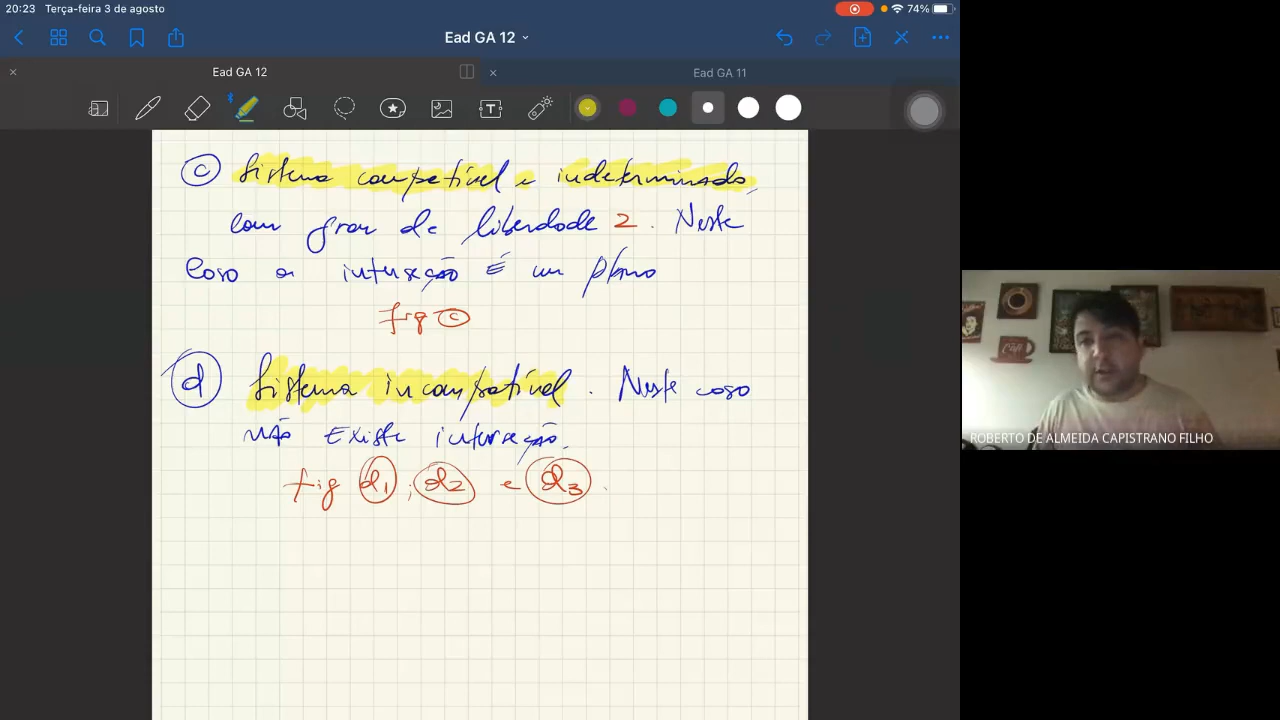 20:23 Terça-feira 3 de agosto 74%
Ead GA 12
Ead GA 12 Ead GA 11
c Sistema compatível e indeterminado,
com grau de liberdade 2. Neste
Caso a interseção É um plano
fig c
d Sistema incompatível. Neste caso
não Existe interseção.
fig d1; d2 e d3.
CAFÉ
ROBERTO DE ALMEIDA CAPISTRANO FILHO